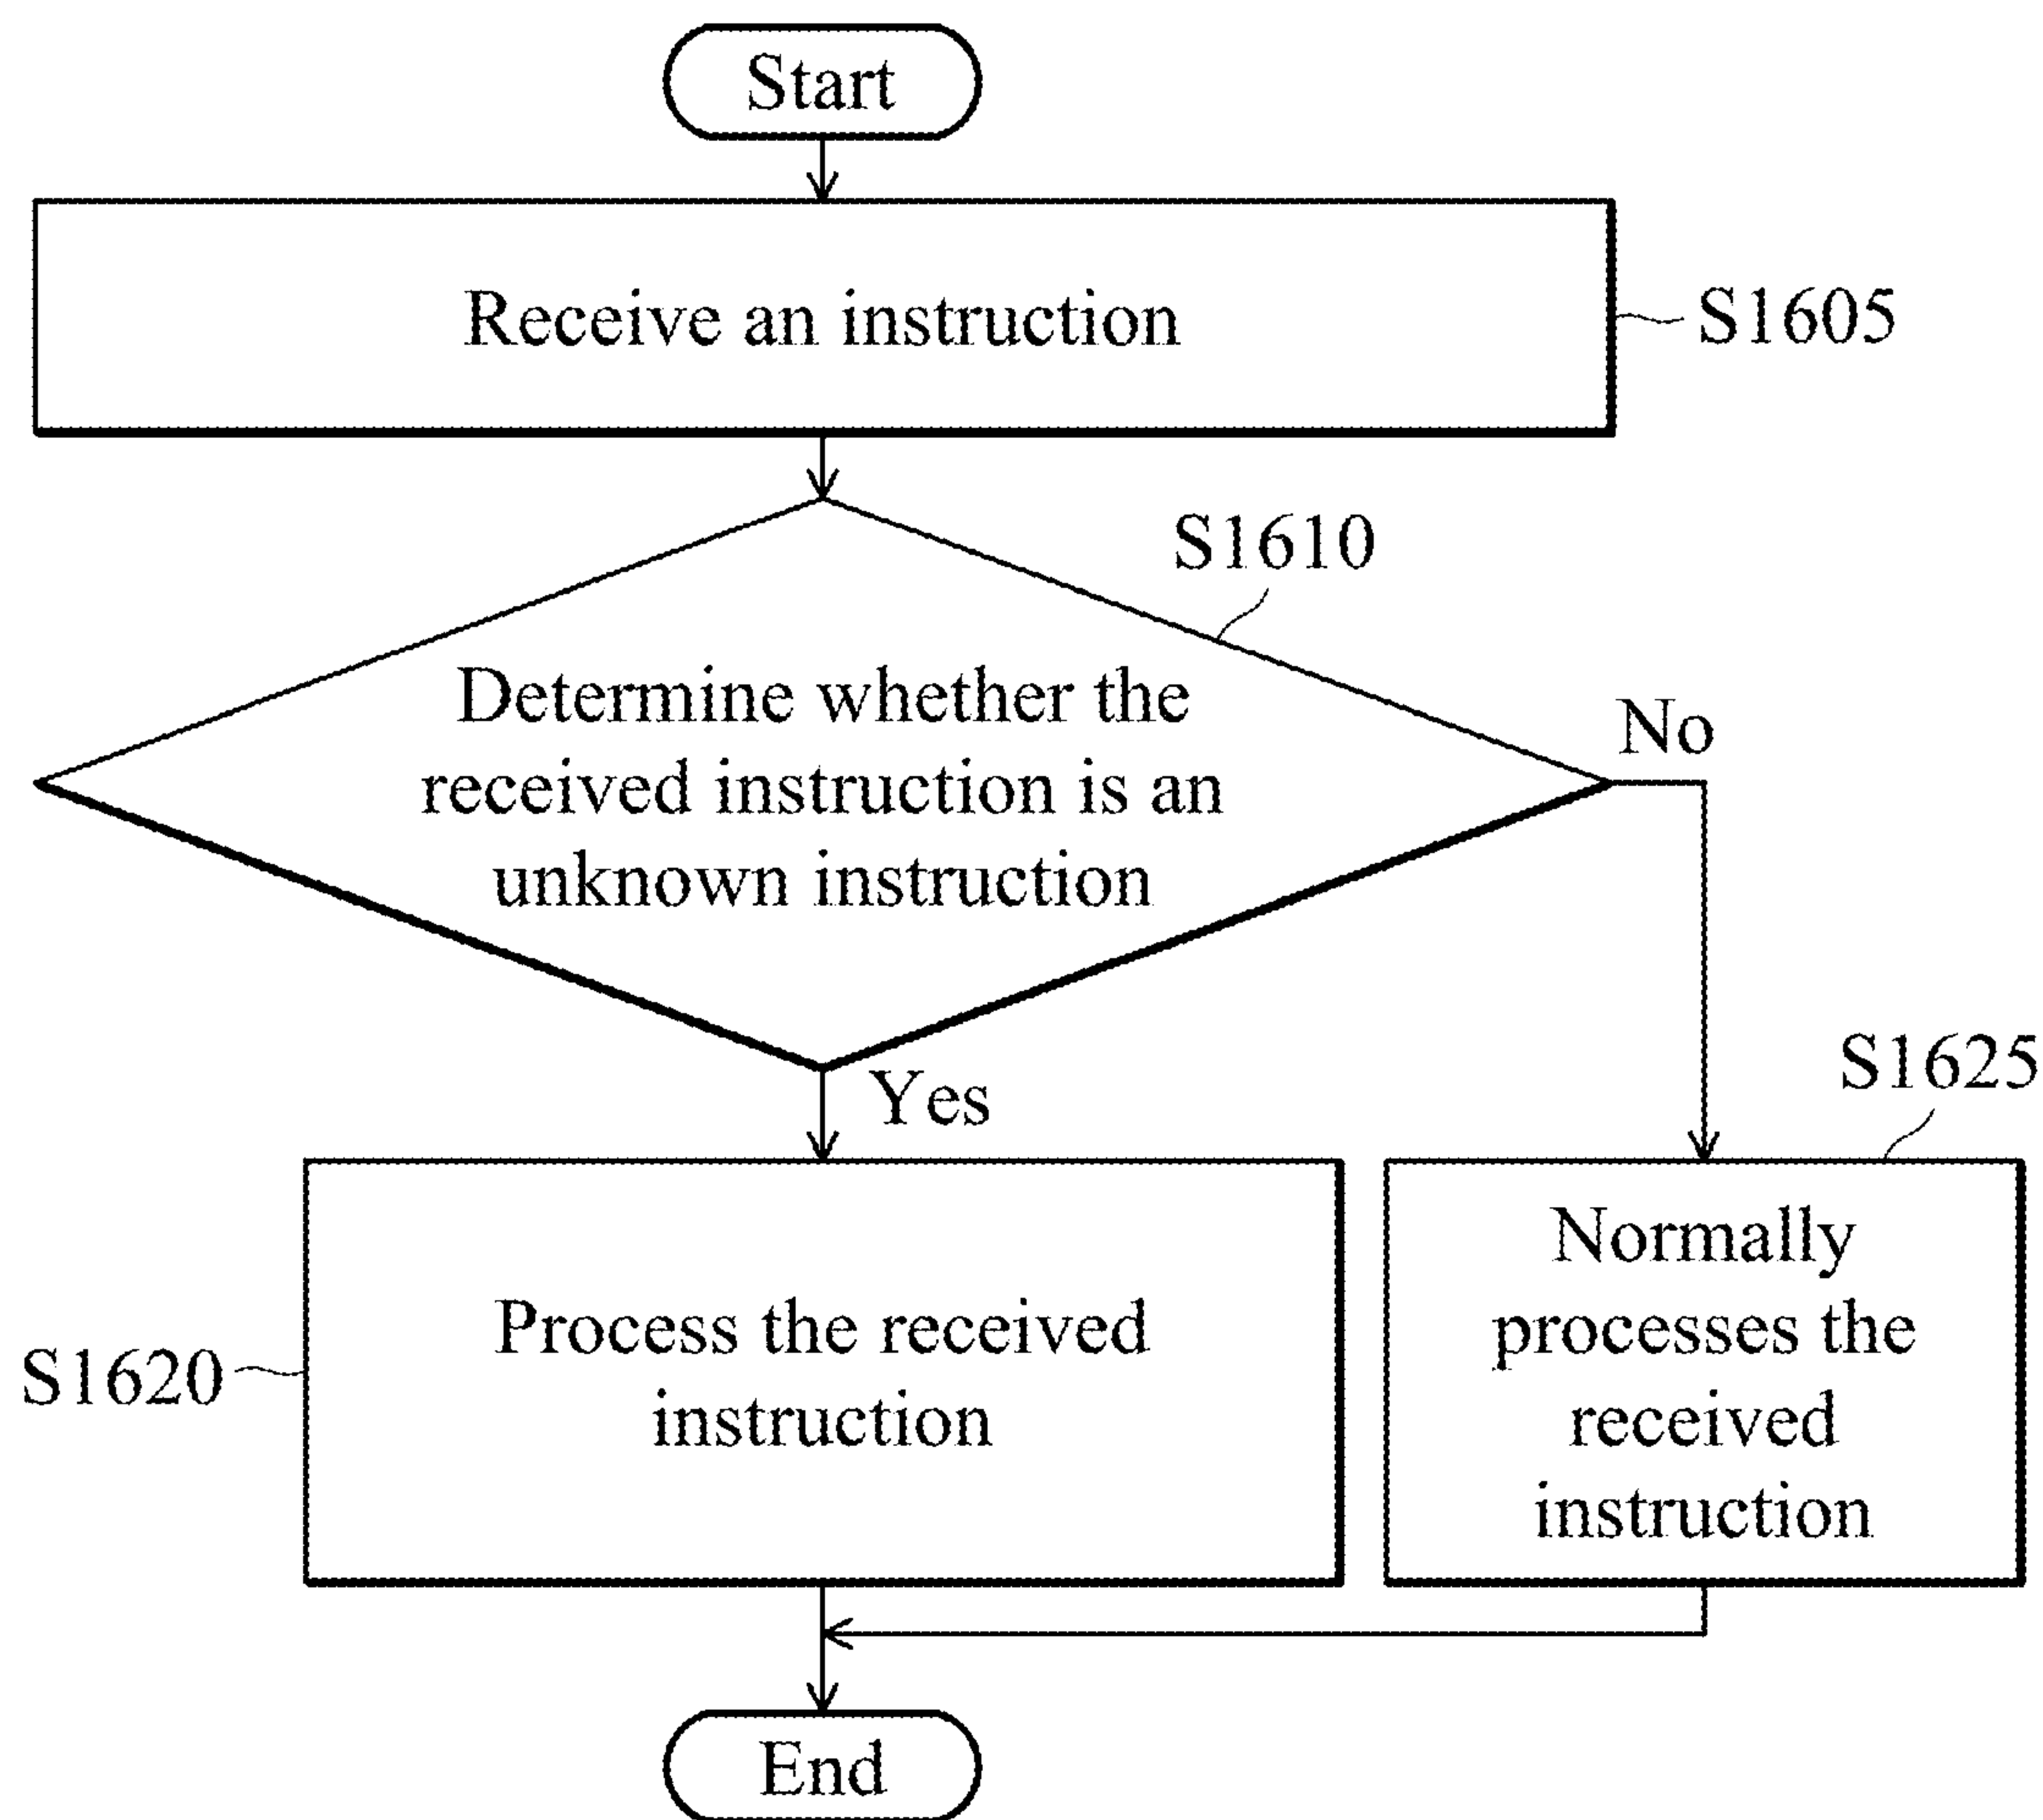 Start
Receive an instruction
S1605
S1610
Determine whether the
received instruction is an
unknown instruction
No
Yes
S1625
S1620
Process the received
instruction
Normally
processes the
received
instruction
End